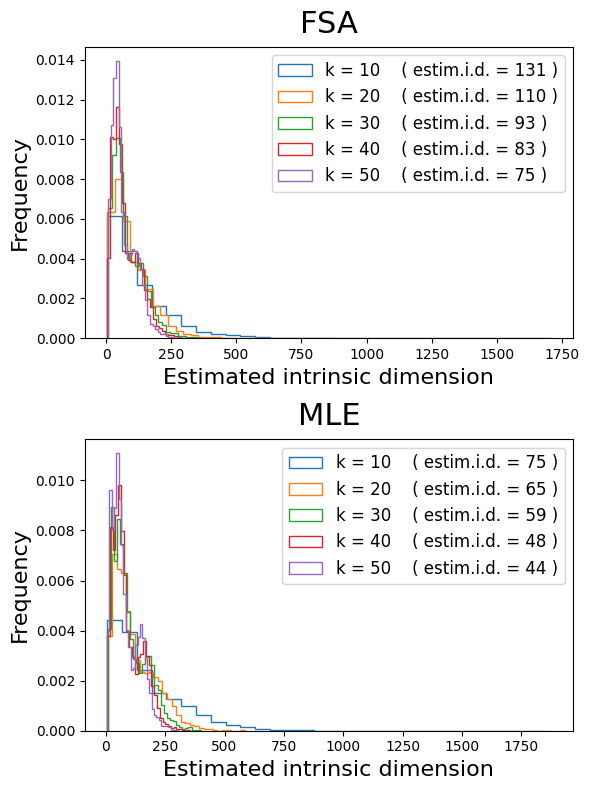 FSA
0.014
0.012
0.010
0.008
0.006
0.004
0.002
0.000
Frequency
k = 10 ( estim.i.d. = 131 )
k = 20 ( estim.i.d. = 110 )
k = 30 ( estim.i.d. = 93 )
k = 40 ( estim.i.d. = 83 )
k = 50 ( estim.i.d. = 75 )
0 250 500 750 1000 1250 1500 1750
Estimated intrinsic dimension
MLE
0.010
0.008
0.006
0.004
0.002
0.000
Frequency
k = 10 ( estim.i.d. = 75 )
k = 20 ( estim.i.d. = 65 )
k = 30 ( estim.i.d. = 59 )
k = 40 ( estim.i.d. = 48 )
k = 50 ( estim.i.d. = 44 )
0 250 500 750 1000 1250 1500 1750
Estimated intrinsic dimension